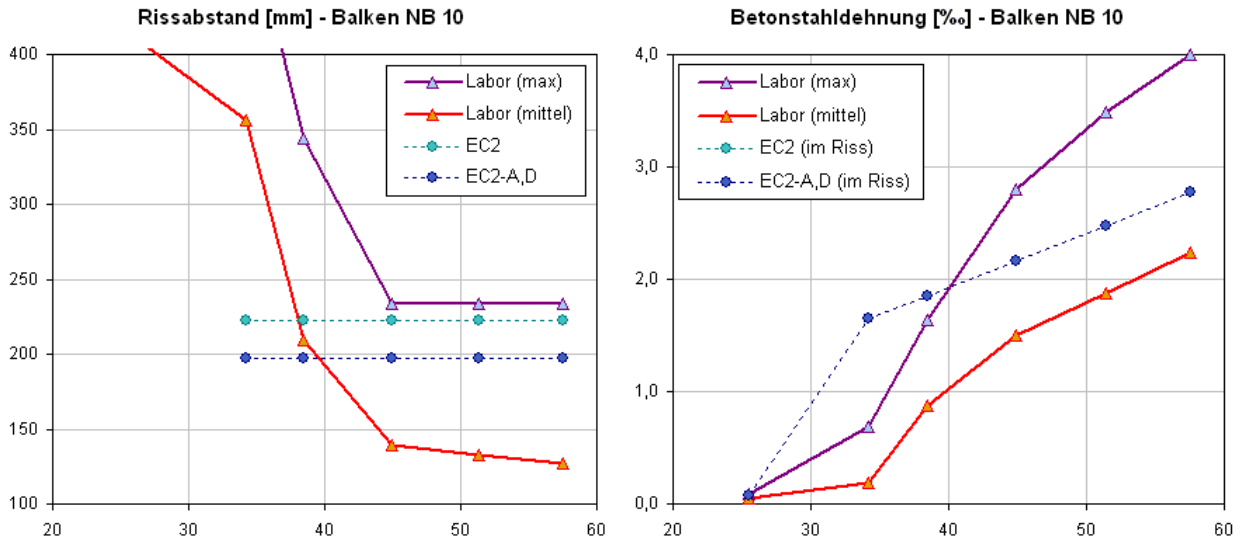 Rissabstand [mm] - Balken NB 10
400
350
300
250
200
150
100
20
30
40
50
60
Labor (max)
Labor (mittel)
EC2
EC2-A,D
Betonstahldehnung [‰] - Balken NB 10
4,0
3,0
2,0
1,0
0,0
20
30
40
50
60
Labor (max)
Labor (mittel)
EC2 (im Riss)
EC2-A,D (im Riss)